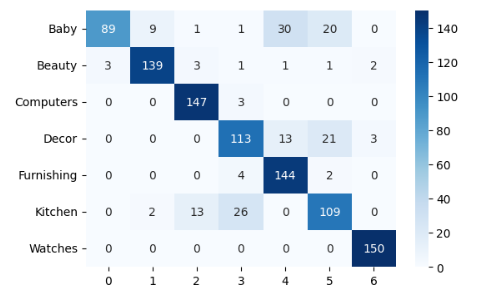 Baby 89 9 1 1 30 20 0
Beauty 3 139 3 1 1 1 2
Computers 0 0 147 3 0 0 0
Decor 0 0 0 113 13 21 3
Furnishing 0 0 0 4 144 2 0
Kitchen 0 2 13 26 0 109 0
Watches 0 0 0 0 0 0 150
0 1 2 3 4 5 6
140
120
100
80
60
40
20
0